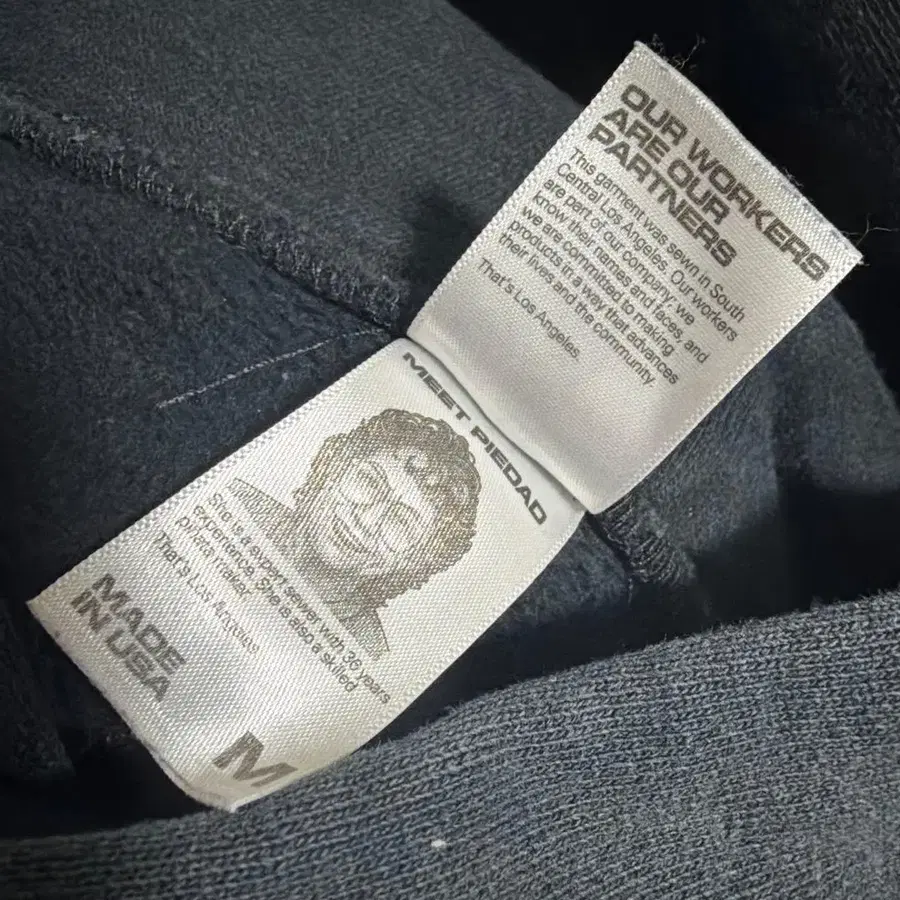 OUR WORKERS
ARE OUR
PARTNERS
This garment was sewn in South
Central Los Angeles. Our workers
are part of our company: we
know their names and faces, and
we are committed to making
products in a way that advances
their lives and the community.
That's Los Angeles.
MEET PIEDAD
She is a expert sewer with 36 years
experience. She is also a skilled
pinata maker
That's Los Angeles.
MADE
IN USA
M